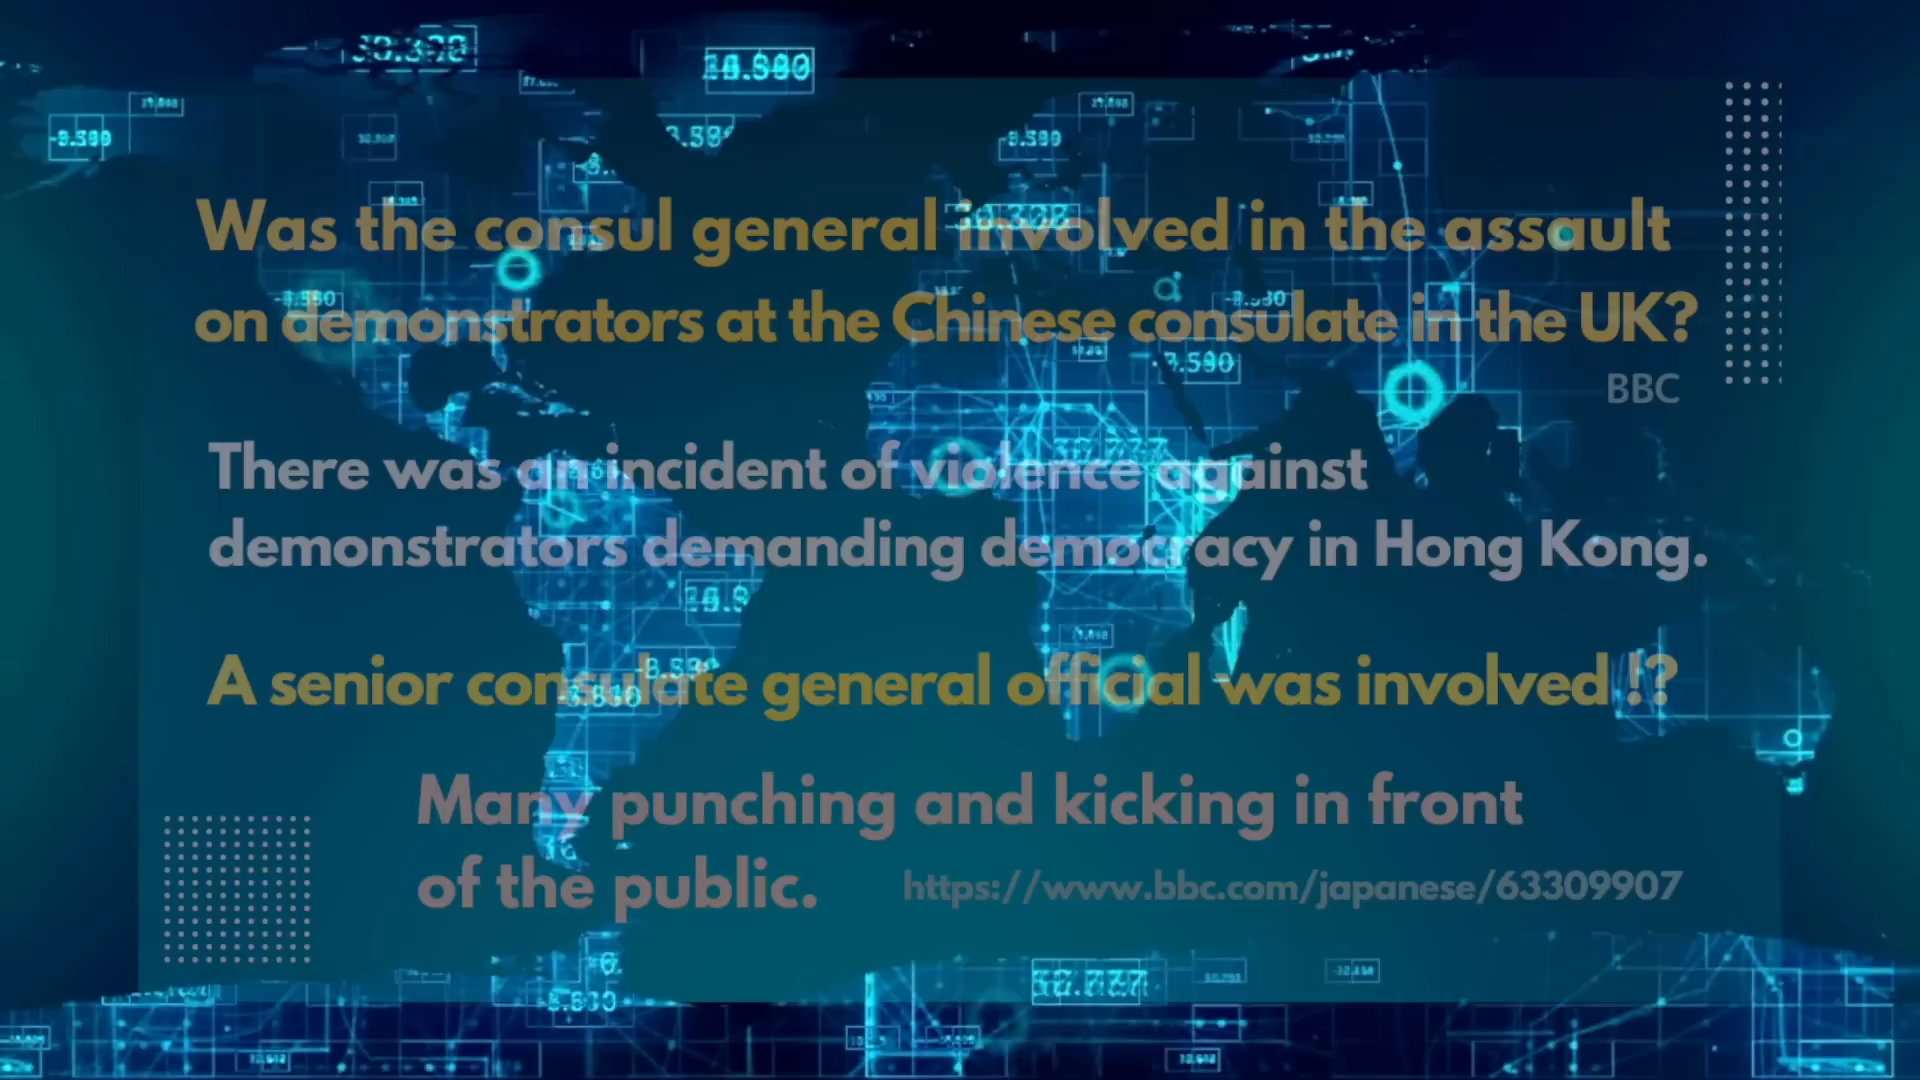 Was the consul general involved in the assault
on demonstrators at the Chinese consulate in the UK?
BBC
There was an incident of violence against
demonstrators demanding democracy in Hong Kong.
A senior consulate general official was involved !?
Many punching and kicking in front
of the public.
https://www.bbc.com/japanese/63309907